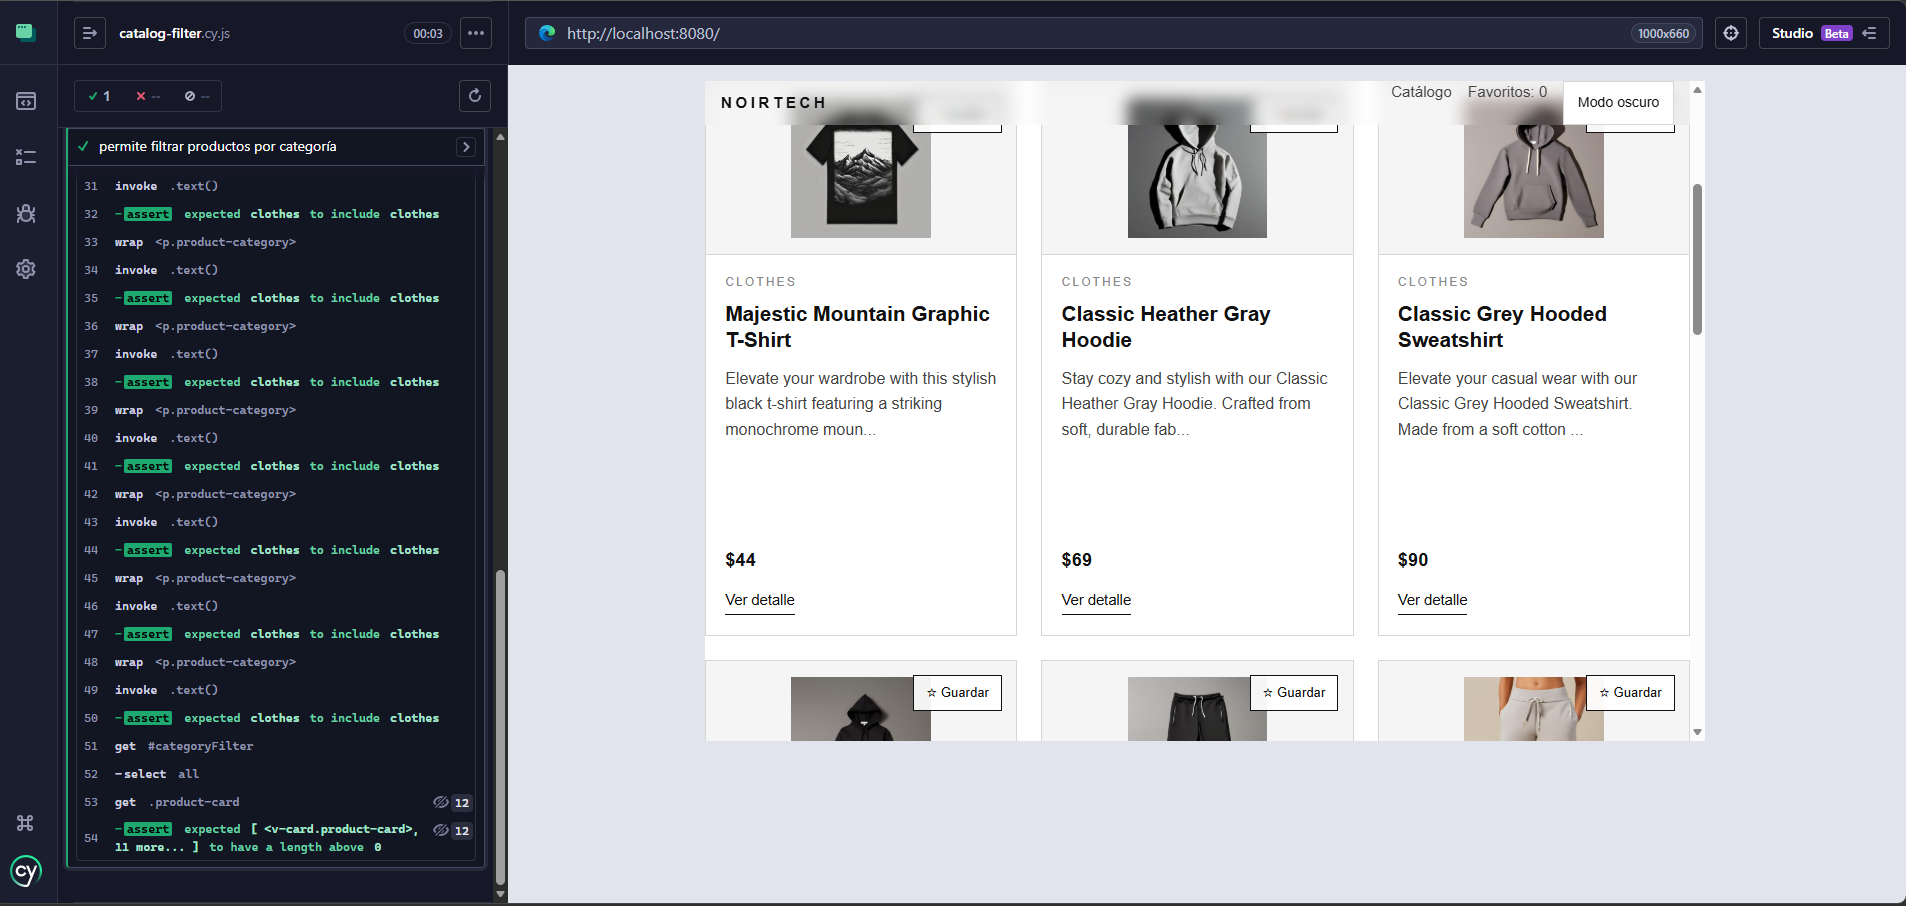 catalog-filter.cy.js
00:03
http://localhost:8080/
1000x660
Studio Beta
1 -- --
permite filtrar productos por categoría
31 invoke .text()
32 -assert expected clothes to include clothes
33 wrap <p.product-category>
34 invoke .text()
35 -assert expected clothes to include clothes
36 wrap <p.product-category>
37 invoke .text()
38 -assert expected clothes to include clothes
39 wrap <p.product-category>
40 invoke .text()
41 -assert expected clothes to include clothes
42 wrap <p.product-category>
43 invoke .text()
44 -assert expected clothes to include clothes
45 wrap <p.product-category>
46 invoke .text()
47 -assert expected clothes to include clothes
48 wrap <p.product-category>
49 invoke .text()
50 -assert expected clothes to include clothes
51 get #categoryFilter
52 -select all
53 get .product-card 12
54 -assert expected [ <v-card.product-card>, 12
11 more... ] to have a length above 0
cy
NOIRTECH
Catálogo Favoritos: 0 Modo oscuro
CLOTHES
Majestic Mountain Graphic
T-Shirt
Elevate your wardrobe with this stylish
black t-shirt featuring a striking
monochrome moun...
$44
Ver detalle
CLOTHES
Classic Heather Gray
Hoodie
Stay cozy and stylish with our Classic
Heather Gray Hoodie. Crafted from
soft, durable fab...
$69
Ver detalle
CLOTHES
Classic Grey Hooded
Sweatshirt
Elevate your casual wear with our
Classic Grey Hooded Sweatshirt.
Made from a soft cotton ...
$90
Ver detalle
☆ Guardar
☆ Guardar
☆ Guardar